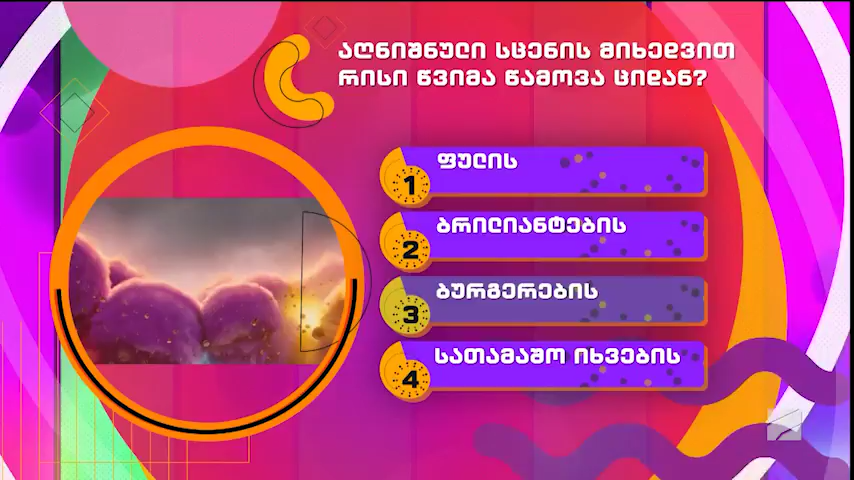 აღნიშნული სცენის მიხედვით
რისი წვიმა წამოვა ციდან?
1 ფულის
2 ბრილიანტების
3 ბურგერების
4 სათამაშო იხვების